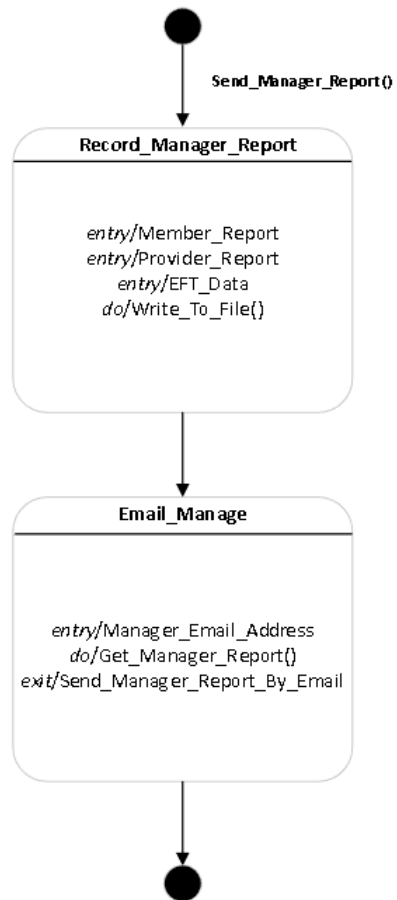 Send_Manager_Report()
Record_Manager_Report
entry/Member_Report
entry/Provider_Report
entry/EFT_Data
do/Write_To_File()
Email_Manage
entry/Manager_Email_Address
do/Get_Manager_Report()
exit/Send_Manager_Report_By_Email